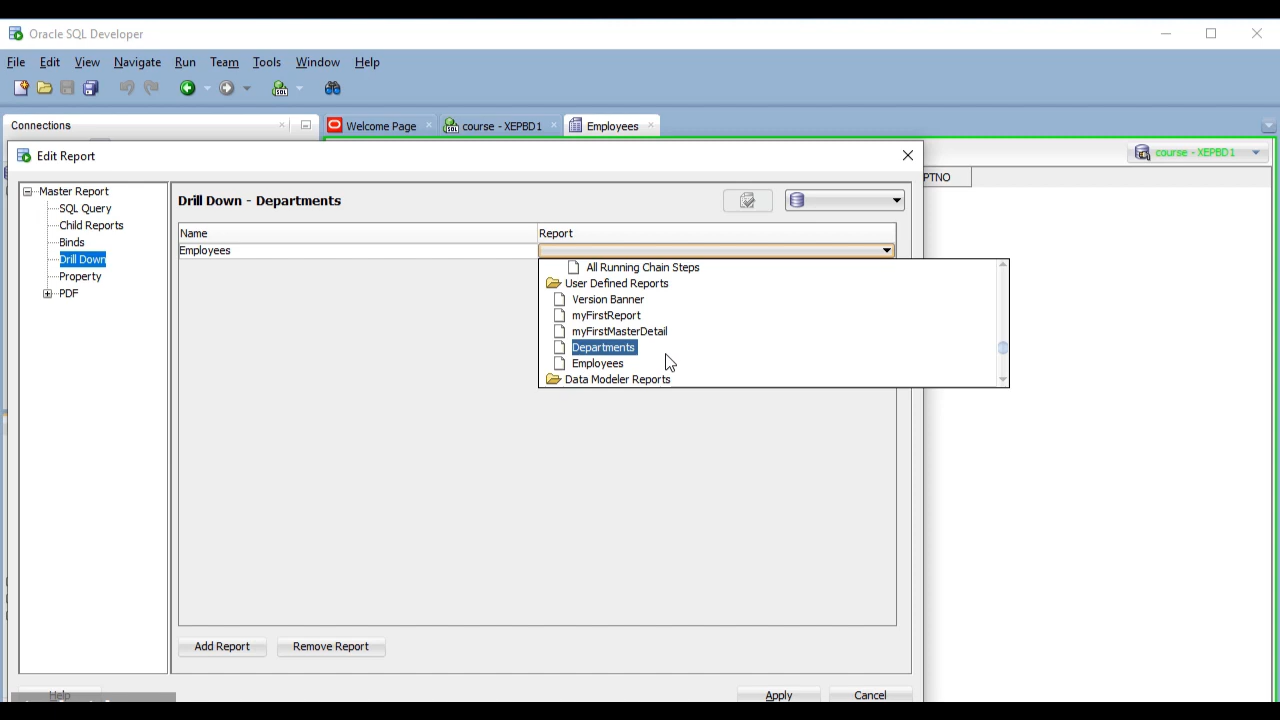 Oracle SQL Developer
File Edit View Navigate Run Team Tools Window Help
SQL
Connections
Welcome Page
SQL course - XEPBD1
Employees
Edit Report
course - XEPBD1
Master Report
SQL Query
Child Reports
Binds
Drill Down
Property
PDF
Drill Down - Departments
PTNO
Name Report
Employees
All Running Chain Steps
User Defined Reports
Version Banner
myFirstReport
myFirstMasterDetail
Departments
Employees
Data Modeler Reports
Add Report Remove Report
Help Apply Cancel